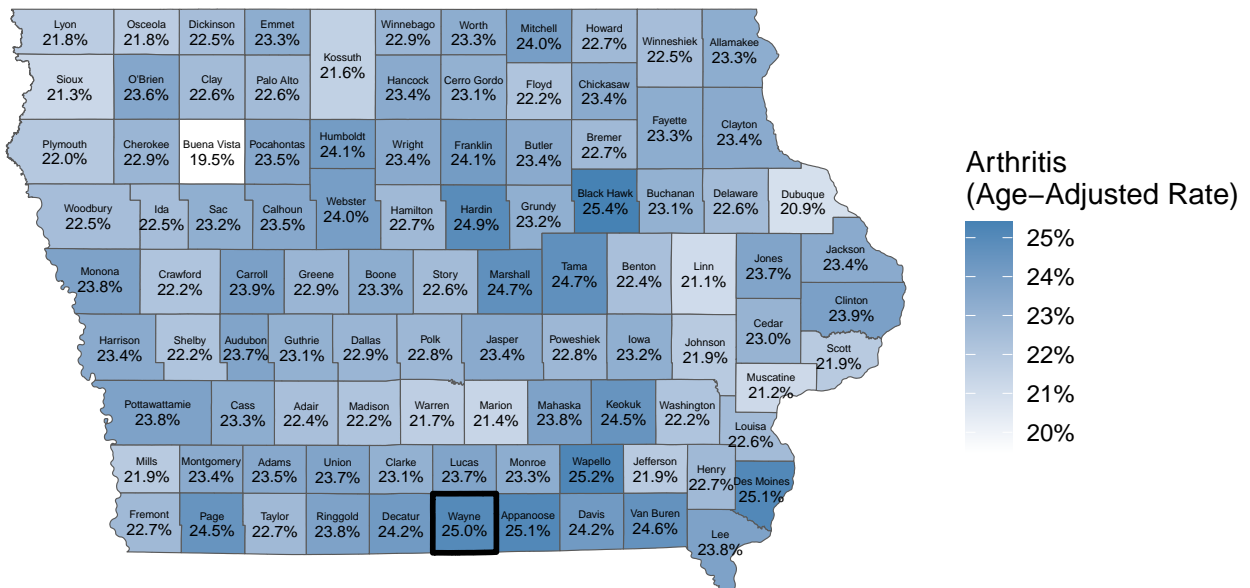 Lyon
21.8%
Osceola
21.8%
Dickinson
22.5%
Emmet
23.3%
Kossuth
21.6%
Winnebago
22.9%
Worth
23.3%
Mitchell
24.0%
Howard
22.7%
Winneshiek
22.5%
Allamakee
23.3%
Sioux
21.3%
O'Brien
23.6%
Clay
22.6%
Palo Alto
22.6%
Hancock
23.4%
Cerro Gordo
23.1%
Floyd
22.2%
Chickasaw
23.4%
Fayette
23.3%
Clayton
23.4%
Plymouth
22.0%
Cherokee
22.9%
Buena Vista
19.5%
Pocahontas
23.5%
Humboldt
24.1%
Wright
23.4%
Franklin
24.1%
Butler
23.4%
Bremer
22.7%
Woodbury
22.5%
Ida
22.5%
Sac
23.2%
Calhoun
23.5%
Webster
24.0%
Hamilton
22.7%
Hardin
24.9%
Grundy
23.2%
Black Hawk
25.4%
Buchanan
23.1%
Delaware
22.6%
Dubuque
20.9%
Monona
23.8%
Crawford
22.2%
Carroll
23.9%
Greene
22.9%
Boone
23.3%
Story
22.6%
Marshall
24.7%
Tama
24.7%
Benton
22.4%
Linn
21.1%
Jones
23.7%
Jackson
23.4%
Clinton
23.9%
Harrison
23.4%
Shelby
22.2%
Audubon
23.7%
Guthrie
23.1%
Dallas
22.9%
Polk
22.8%
Jasper
23.4%
Poweshiek
22.8%
Iowa
23.2%
Johnson
21.9%
Cedar
23.0%
Scott
21.9%
Muscatine
21.2%
Pottawattamie
23.8%
Cass
23.3%
Adair
22.4%
Madison
22.2%
Warren
21.7%
Marion
21.4%
Mahaska
23.8%
Keokuk
24.5%
Washington
22.2%
Louisa
22.6%
Mills
21.9%
Montgomery
23.4%
Adams
23.5%
Union
23.7%
Clarke
23.1%
Lucas
23.7%
Monroe
23.3%
Wapello
25.2%
Jefferson
21.9%
Henry
22.7%
Des Moines
25.1%
Fremont
22.7%
Page
24.5%
Taylor
22.7%
Ringgold
23.8%
Decatur
24.2%
Wayne
25.0%
Appanoose
25.1%
Davis
24.2%
Van Buren
24.6%
Lee
23.8%
Arthritis
(Age−Adjusted Rate)
25%
24%
23%
22%
21%
20%